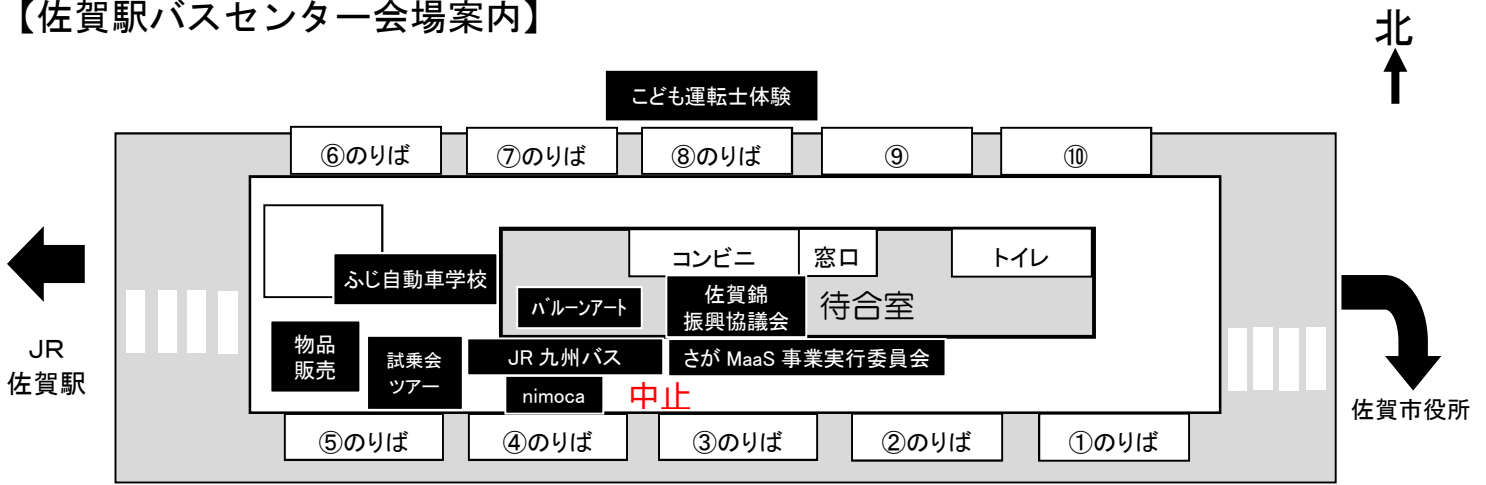 【佐賀駅バスセンター会場案内】
北
こども運転士体験
⑥のりば
⑦のりば
⑧のりば
⑨
⑩
コンビニ
窓口
トイレ
ふじ自動車学校
バルーンアート
佐賀錦
振興協議会
待合室
物品
販売
試乗会
ツアー
JR九州バス
さが MaaS 事業実行委員会
nimoca
中止
JR
佐賀駅
佐賀市役所
⑤のりば
④のりば
③のりば
②のりば
①のりば